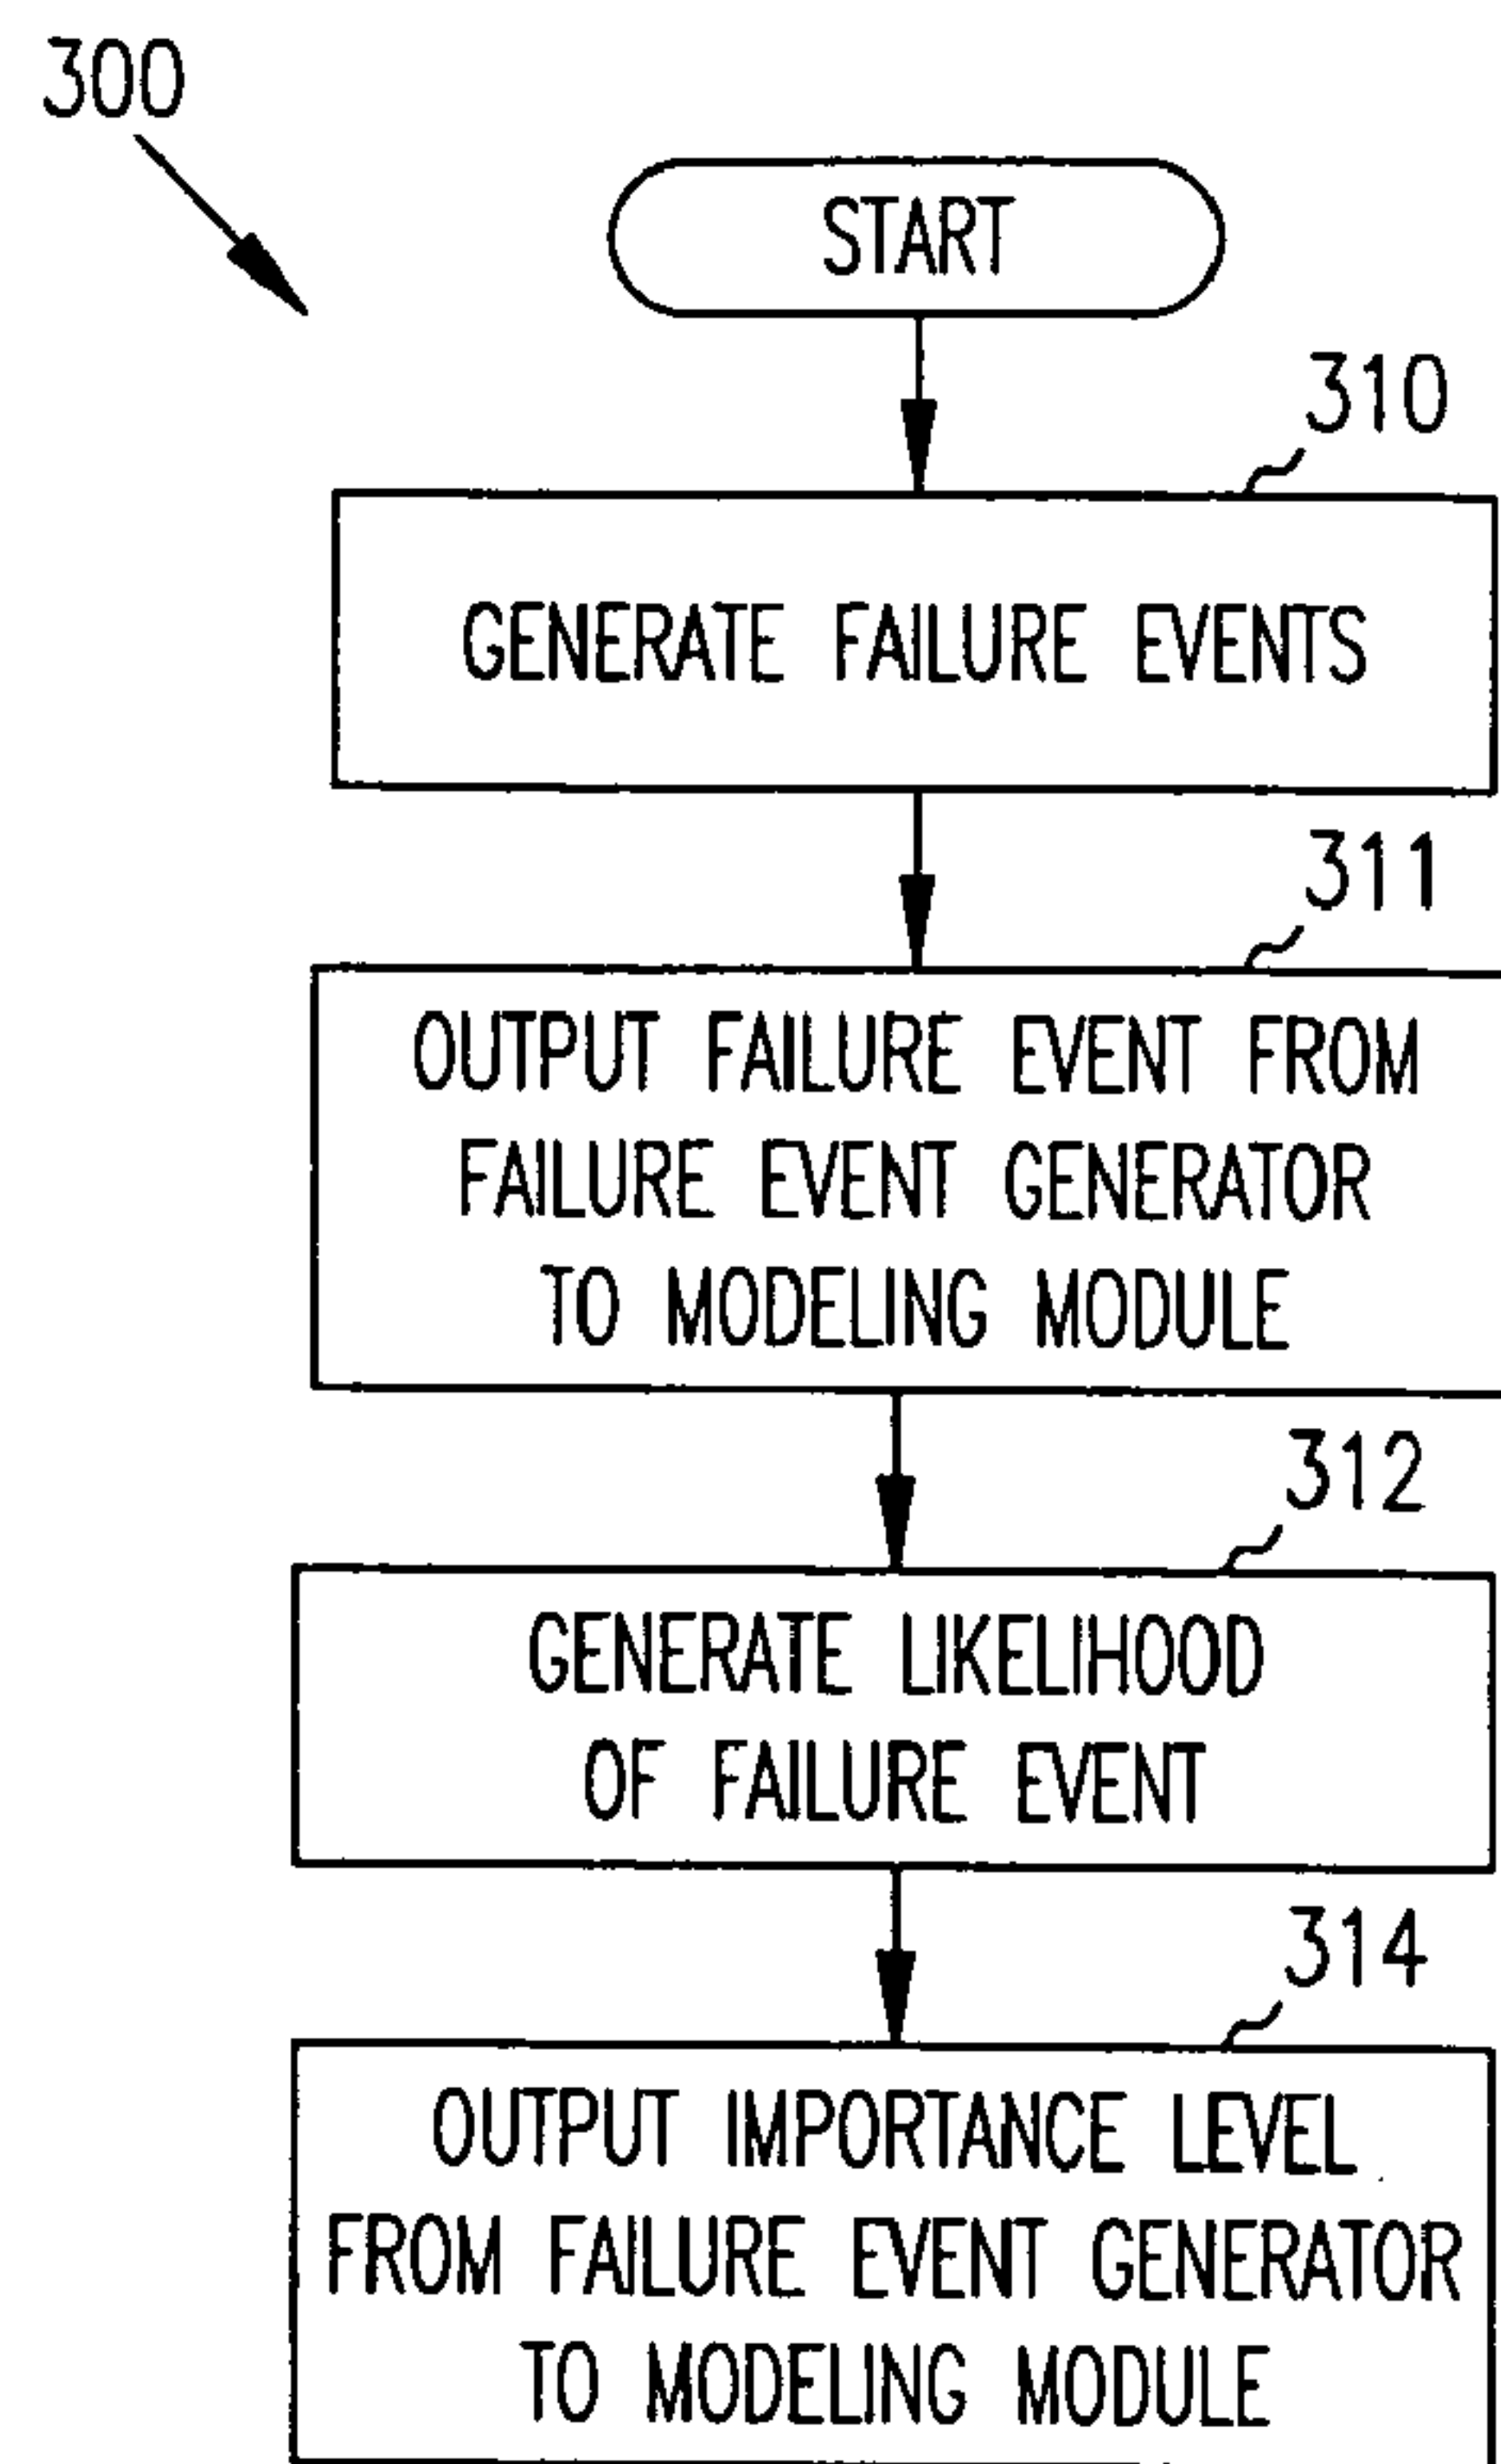 300
START
310
GENERATE FAILURE EVENTS
311
OUTPUT FAILURE EVENT FROM
FAILURE EVENT GENERATOR
TO MODELING MODULE
312
GENERATE LIKELIHOOD
OF FAILURE EVENT
314
OUTPUT IMPORTANCE LEVEL
FROM FAILURE EVENT GENERATOR
TO MODELING MODULE